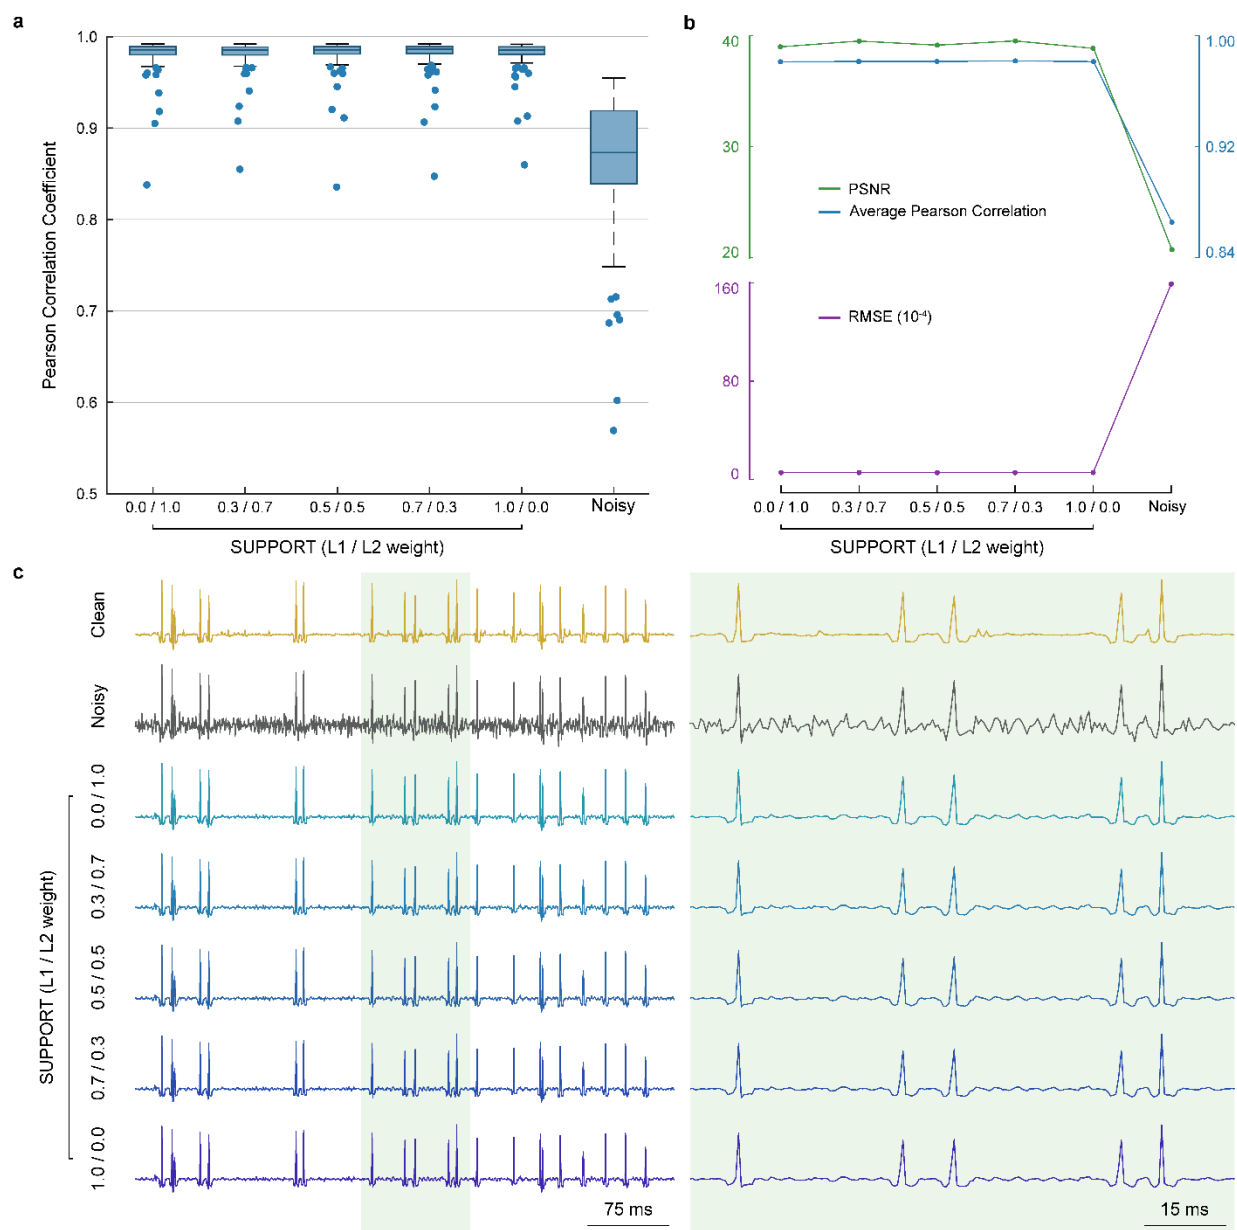 a
Pearson Correlation Coefficient
1.0
0.9
0.8
0.7
0.6
0.5
0.0 / 1.0
0.3 / 0.7
0.5 / 0.5
0.7 / 0.3
1.0 / 0.0
Noisy
SUPPORT (L1 / L2 weight)
b
40
30
20
1.00
0.92
0.84
PSNR
Average Pearson Correlation
160
80
0
RMSE (10⁻⁴)
0.0 / 1.0
0.3 / 0.7
0.5 / 0.5
0.7 / 0.3
1.0 / 0.0
Noisy
SUPPORT (L1 / L2 weight)
c
Clean
Noisy
SUPPORT (L1 / L2 weight)
0.0 / 1.0
0.3 / 0.7
0.5 / 0.5
0.7 / 0.3
1.0 / 0.0
75 ms
15 ms